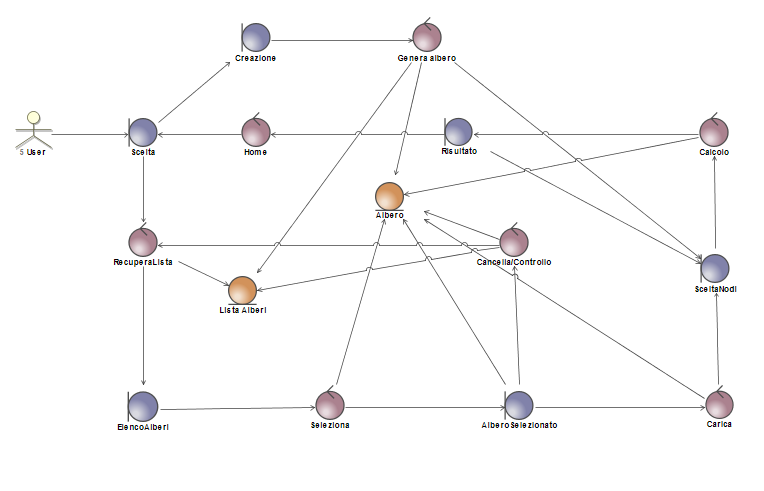 Creazione
Genera albero
5 User
Scelta
Home
Risultato
Calcolo
Albero
RecuperaLista
Cancella/Controllo
SceltaNodi
Lista Alberi
ElencoAlberi
Seleziona
AlberoSelezionato
Carica